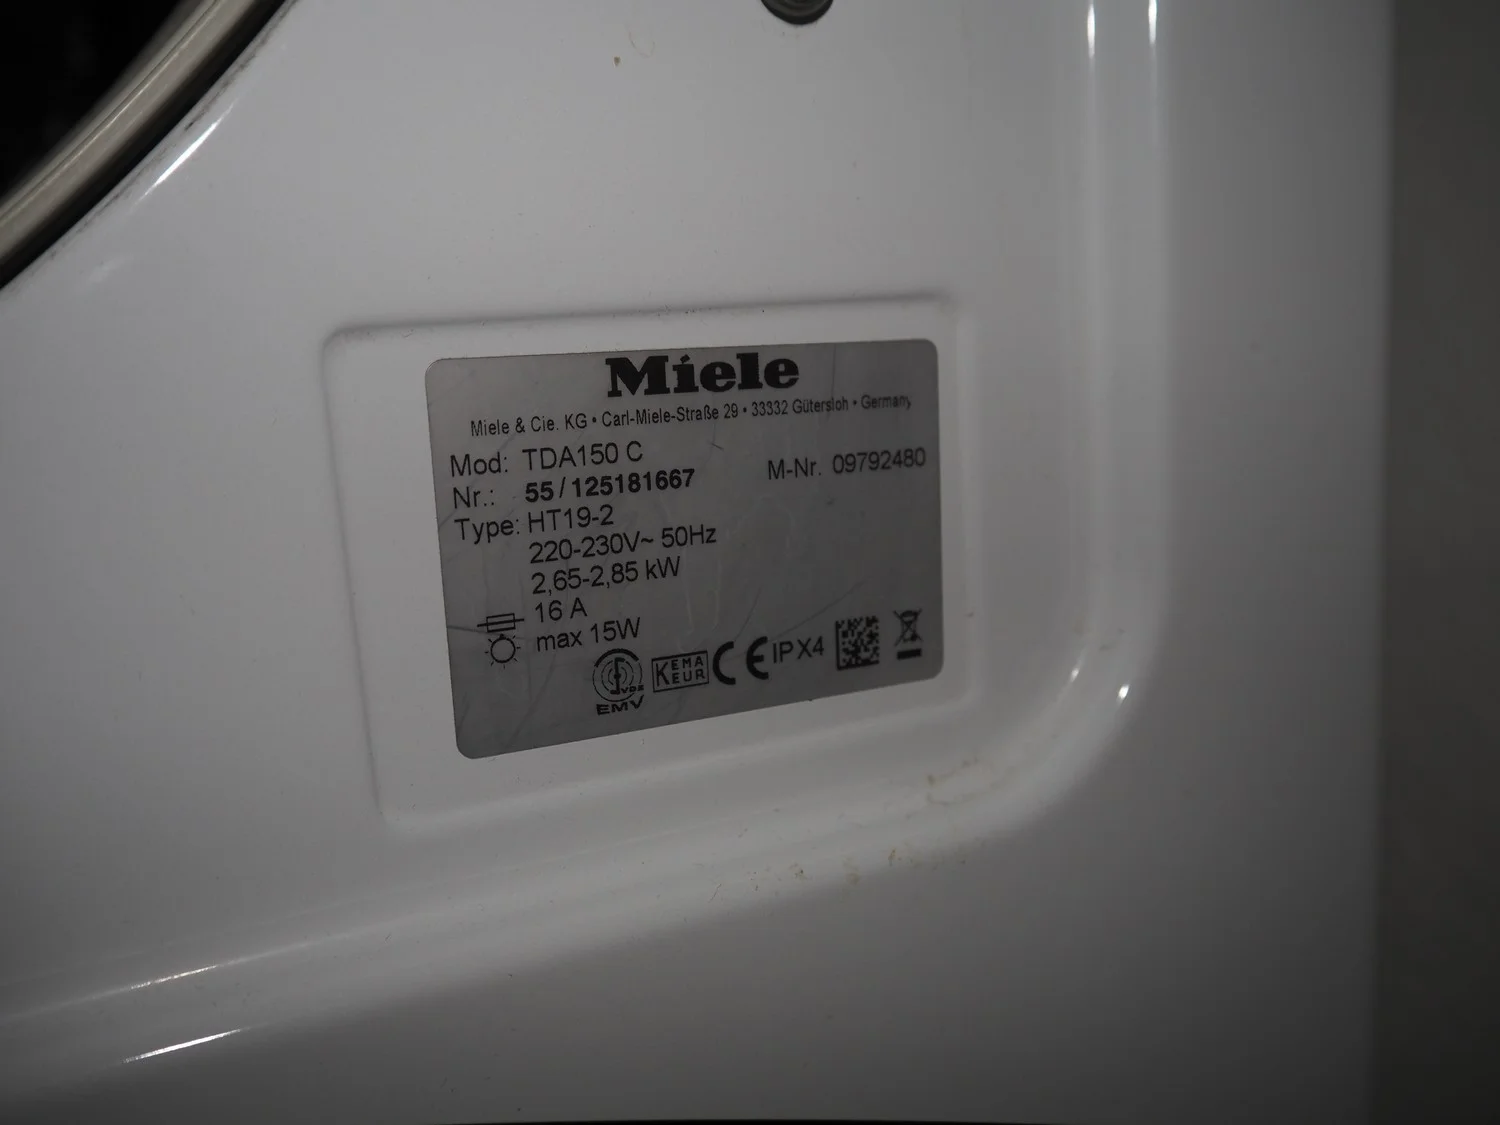 Miele
Miele & Cie. KG • Carl-Miele-Straße 29 • 33332 Gütersloh • Germany
Mod: TDA150 C
Nr.: 55/125181667 M-Nr. 09792480
Type: HT19-2
220-230V~ 50Hz
2,65-2,85 kW
16 A
max 15W
VDE
EMV
KEMA
KEUR
CE
IPX4